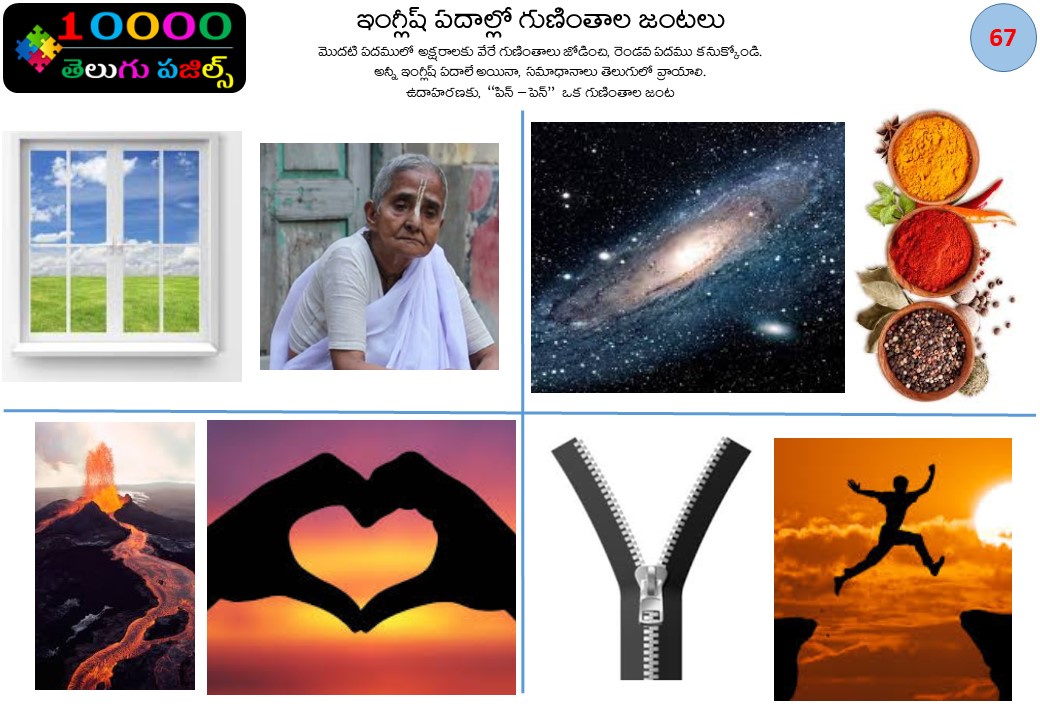 10000
తెలుగు పజిల్స్
ఇంగ్లీష్ పదాల్లో గుణింతాల జంటలు
మొదటి పదములో అక్షరాలకు వేరే గుణింతాలు జోడించి, రెండవ పదము కనుక్కోండి.
అన్నీ ఇంగ్లీష్ పదాలే అయినా, సమాధానాలు తెలుగులో వ్రాయాలి.
ఉదాహరణకు, “పిన్ – పెన్” ఒక గుణింతాల జంట
67